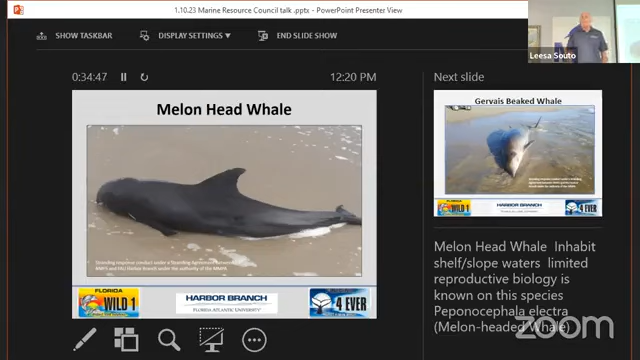 1.10.23 Marine Resource Council talk .pptx - PowerPoint Presenter View
SHOW TASKBAR
DISPLAY SETTINGS
END SLIDE SHOW
Leesa Souto
0:34:47
12:20 PM
Next slide
Melon Head Whale
Gervais Beaked Whale
FLORIDA
WILD 1
HARBOR BRANCH
FLORIDA ATLANTIC UNIVERSITY
4 EVER
HARBOR BRANCH
Melon Head Whale Inhabit
shelf/slope waters limited
reproductive biology is
known on this species
Peponocephala electra
(Melon-headed Whale)
zoom